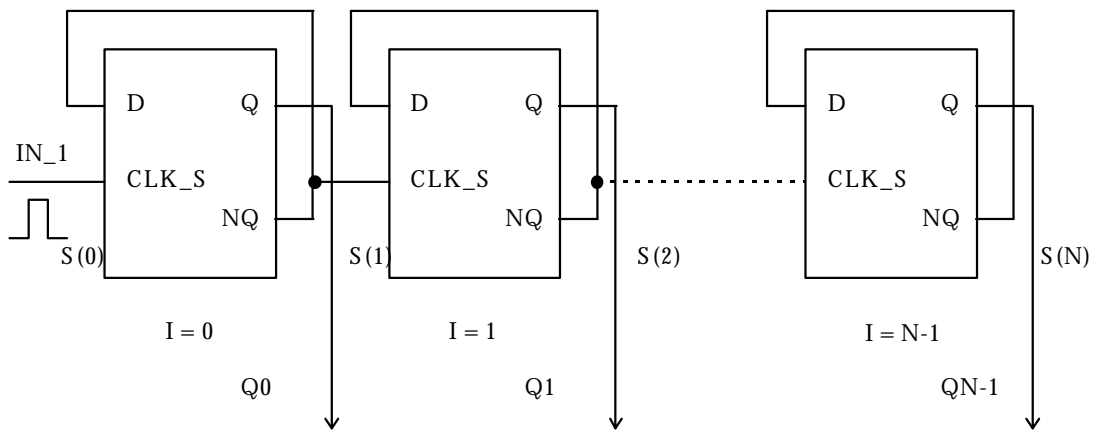 D Q D Q D Q
IN_1
CLK_S CLK_S CLK_S
NQ NQ NQ
S(0) S(1) S(2) S(N)
I = 0 I = 1 I = N-1
Q0 Q1 QN-1